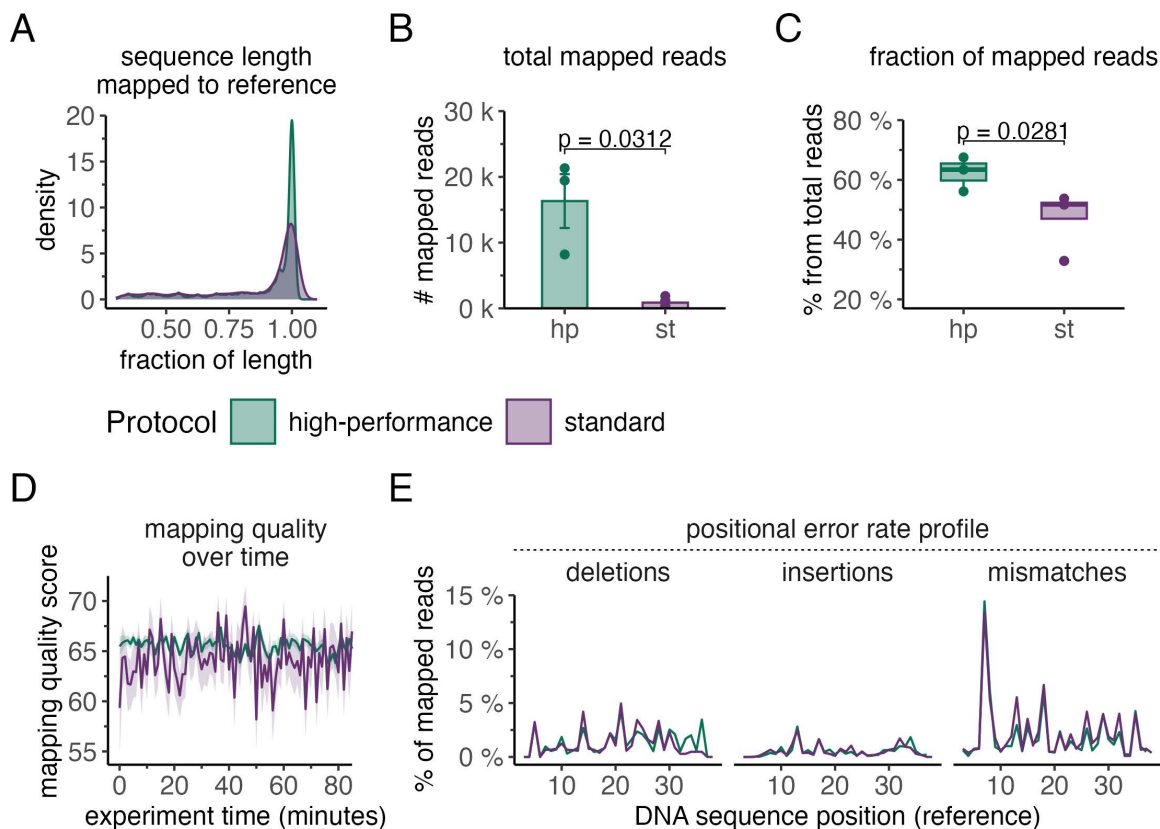 A
sequence length
mapped to reference
20
15
10
5
0
density
0.50 0.75 1.00
fraction of length
B
total mapped reads
30 k
20 k
10 k
0 k
# mapped reads
p = 0.0312
hp st
C
fraction of mapped reads
80 %
60 %
40 %
20 %
% from total reads
p = 0.0281
hp st
Protocol high-performance standard
D
mapping quality
over time
70
65
60
55
mapping quality score
0 20 40 60 80
experiment time (minutes)
E
positional error rate profile
deletions insertions mismatches
15 %
10 %
5 %
0 %
% of mapped reads
10 20 30 10 20 30 10 20 30
DNA sequence position (reference)